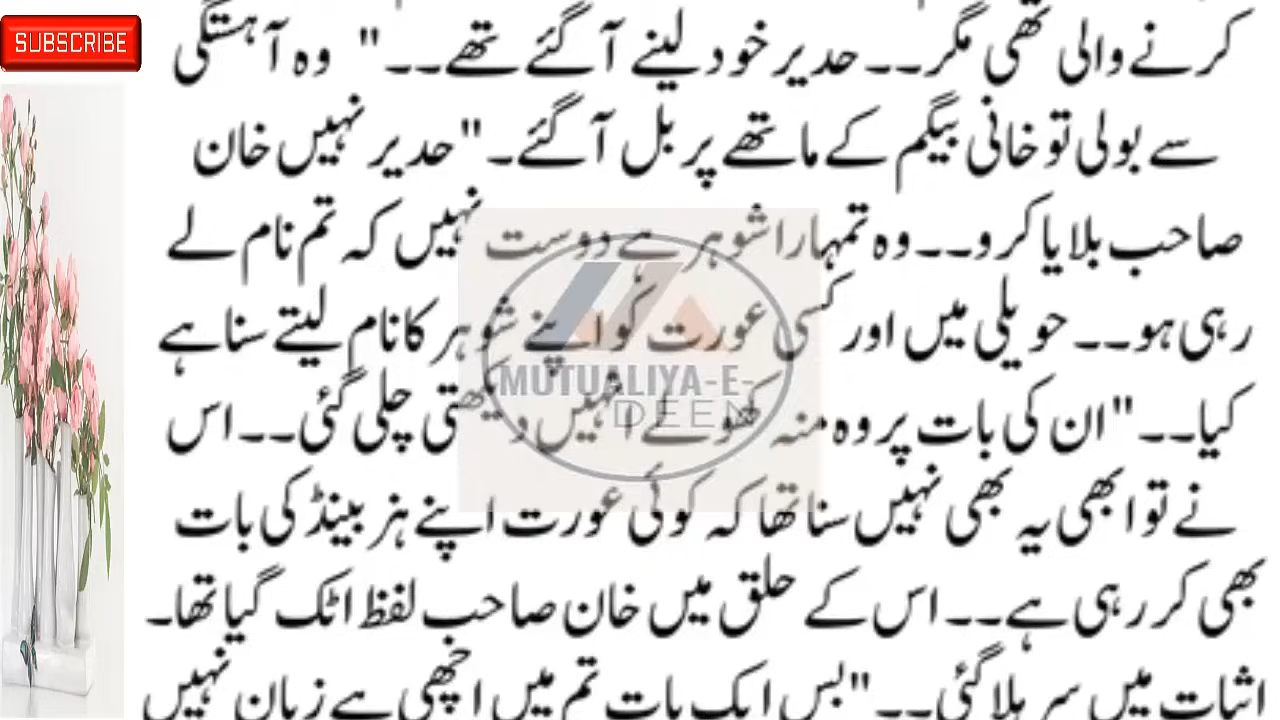 SUBSCRIBE
کرنے والی تھی مگر۔۔ حدیر خود لینے آ گئے تھے۔۔" وہ آہستگی
سے بولی تو خانی بیگم کے ماتھے پر بل آ گئے۔ "حدیر نہیں خان
صاحب بلایا کرو۔۔ وہ تمہارا شوہر ہے دوست نہیں کہ تم نام لے
رہی ہو۔۔ حویلی میں اور کسی عورت کو اپنے شوہر کا نام لیتے سنا ہے
کیا۔۔" ان کی بات پر وہ منہ کھولے انہیں دیکھتی چلی گئی۔۔ اس
MUTUALIYA-E-
DEEN
نے تو ابھی یہ بھی نہیں سنا تھا کہ کوئی عورت اپنے ہزبینڈ کی بات
بھی کر رہی ہے۔۔ اس کے حلق میں خان صاحب لفظ اٹک گیا تھا۔
اثبات میں سر ہلا گئی۔۔ "بس ایک بات تم میں اچھی ہے زبان نہیں